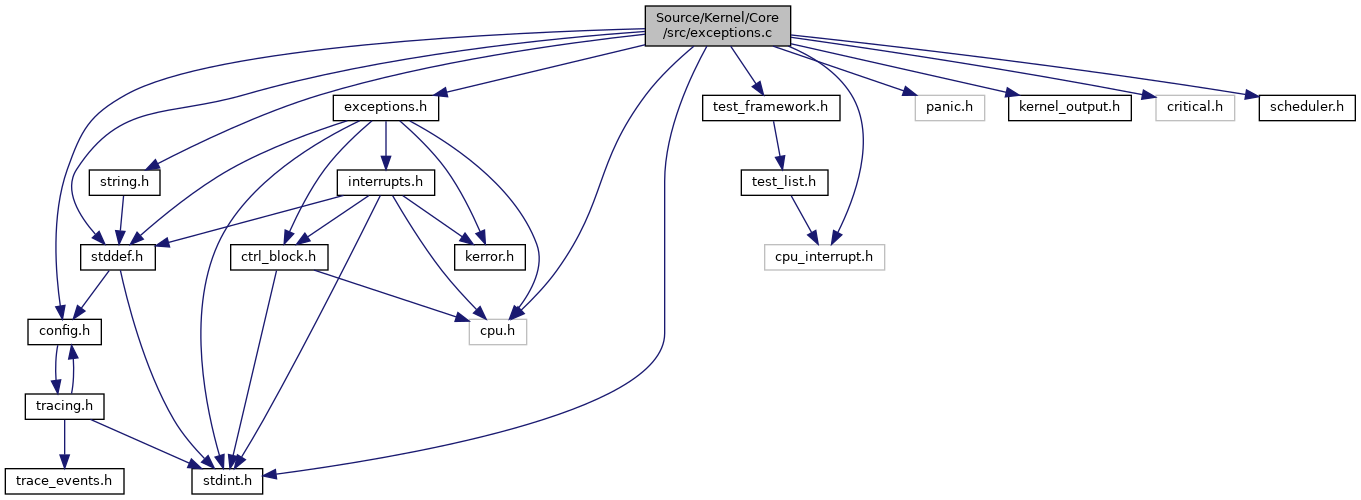 Source/Kernel/Core
/src/exceptions.c
exceptions.h
test_framework.h
panic.h
kernel_output.h
critical.h
scheduler.h
string.h
interrupts.h
test_list.h
stddef.h
ctrl_block.h
kerror.h
cpu_interrupt.h
config.h
cpu.h
tracing.h
trace_events.h
stdint.h